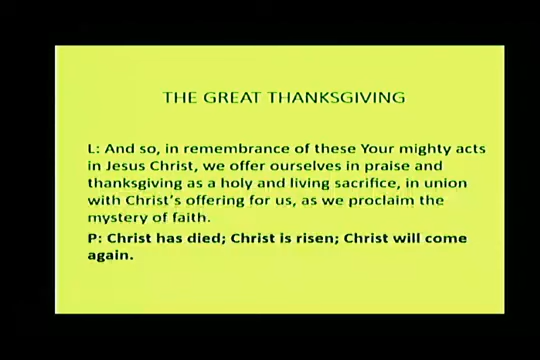 THE GREAT THANKSGIVING
L: And so, in remembrance of these Your mighty acts
in Jesus Christ, we offer ourselves in praise and
thanksgiving as a holy and living sacrifice, in union
with Christ's offering for us, as we proclaim the
mystery of faith.
P: Christ has died; Christ is risen; Christ will come
again.